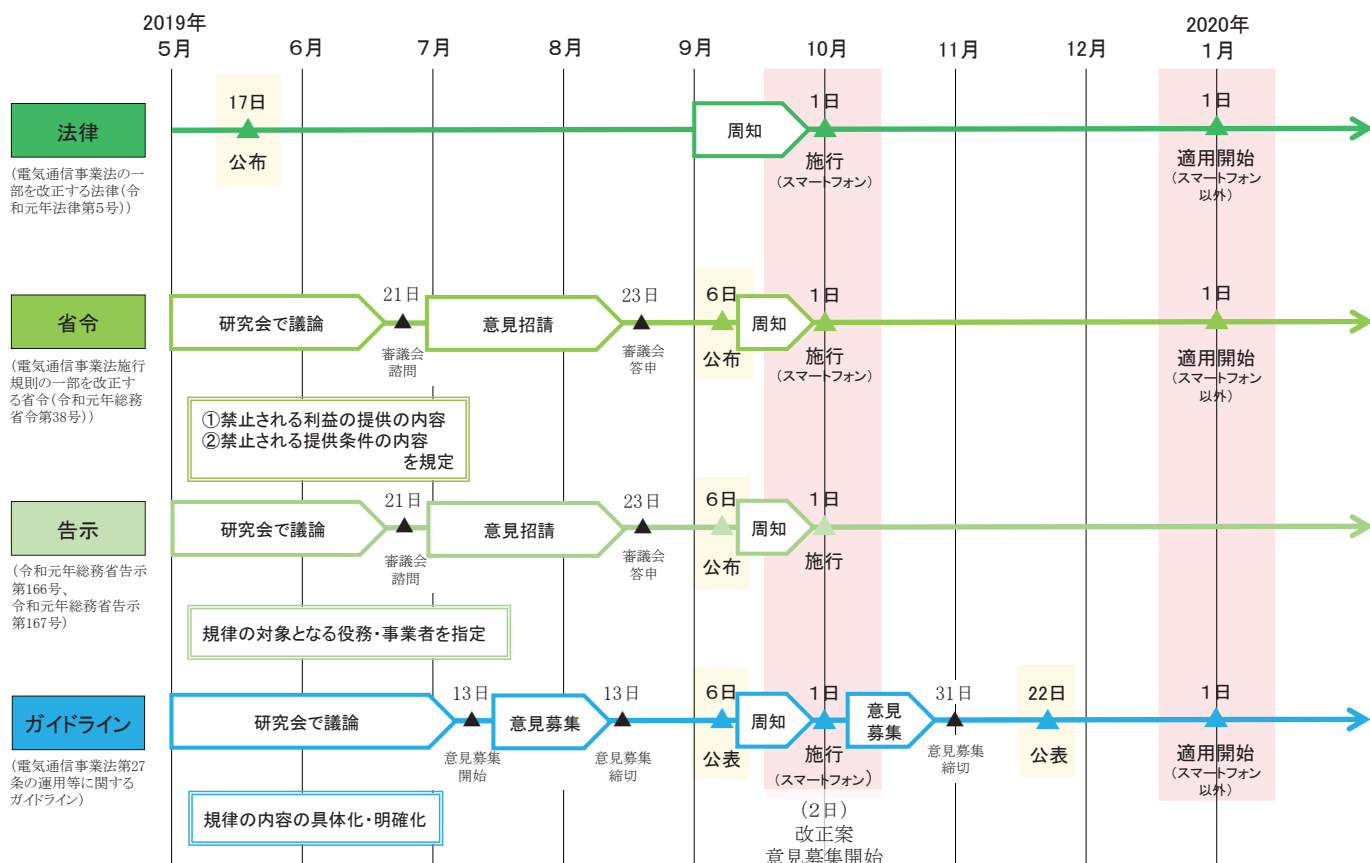 2019年
5月
6月
7月
8月
9月
10月
11月
12月
2020年
1月
法律
(電気通信事業法の一
部を改正する法律(令
和元年法律第5号))
17日
公布
周知
1日
施行
(スマートフォン)
1日
適用開始
(スマートフォン
以外)
省令
(電気通信事業法施行
規則の一部を改正す
る省令(令和元年総務
省令第38号))
研究会で議論
21日
審議会
諮問
意見招請
23日
審議会
答申
6日
公布
周知
1日
施行
(スマートフォン)
1日
適用開始
(スマートフォン
以外)
①禁止される利益の提供の内容
②禁止される提供条件の内容
を規定
告示
(令和元年総務省告示
第166号、
令和元年総務省告示
第167号)
研究会で議論
21日
審議会
諮問
意見招請
23日
審議会
答申
6日
公布
周知
1日
施行
規律の対象となる役務・事業者を指定
ガイドライン
(電気通信事業法第27
条の運用等に関する
ガイドライン)
研究会で議論
13日
意見募集
開始
意見募集
13日
意見募集
締切
6日
公表
周知
1日
施行
(スマートフォン)
(2日)
改正案
意見募集開始
意見
募集
31日
意見募集
締切
22日
公表
1日
適用開始
(スマートフォン
以外)
規律の内容の具体化・明確化